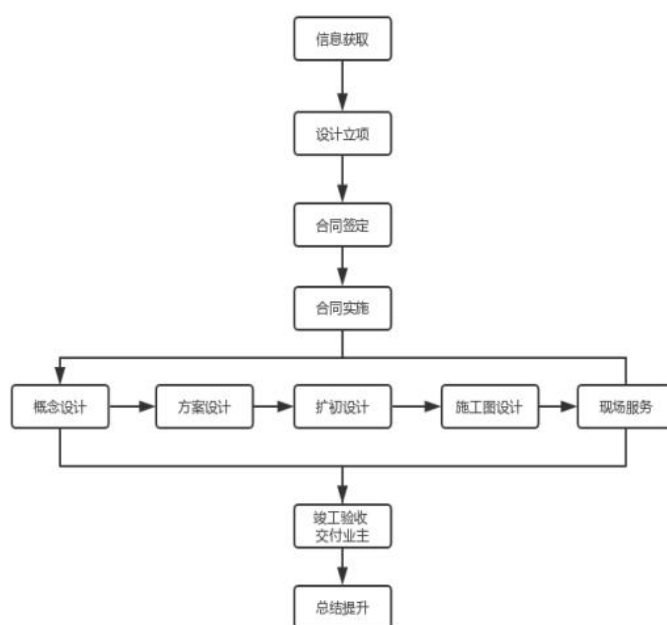 信息获取
设计立项
合同签定
合同实施
概念设计
方案设计
扩初设计
施工图设计
现场服务
竣工验收
交付业主
总结提升